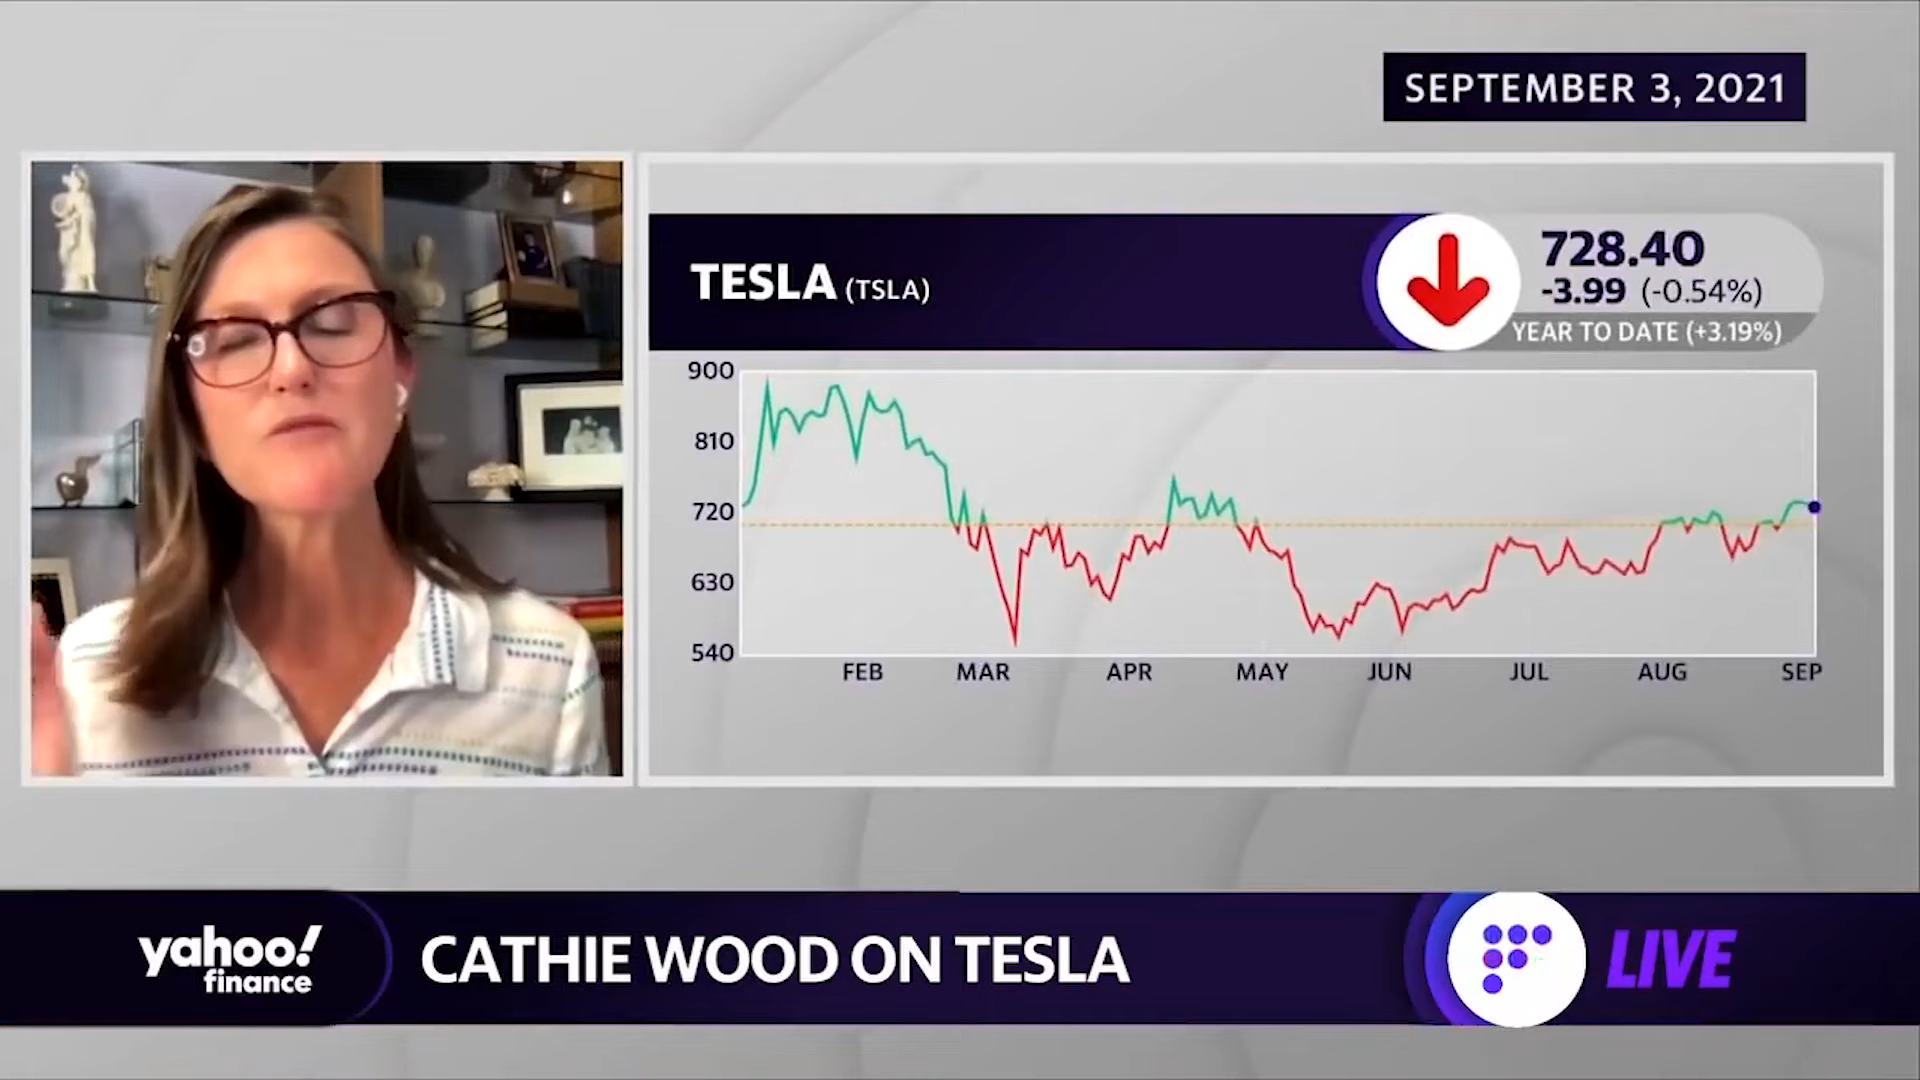 SEPTEMBER 3, 2021
TESLA (TSLA)
728.40
-3.99 (-0.54%)
YEAR TO DATE (+3.19%)
900
810
720
630
540
FEB MAR APR MAY JUN JUL AUG SEP
yahoo!
finance
CATHIE WOOD ON TESLA
LIVE